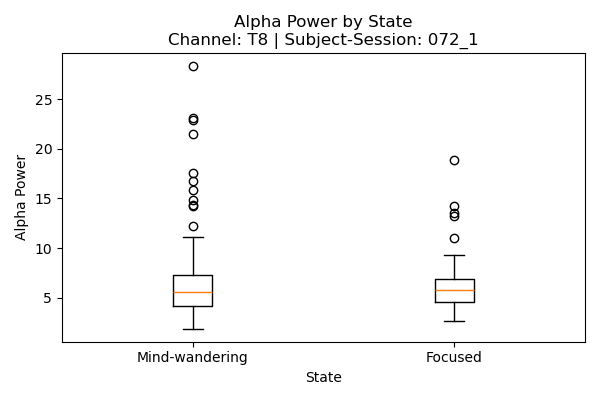 Alpha Power by State
Channel: T8 | Subject-Session: 072_1
Alpha Power
25
20
15
10
5
Mind-wandering
Focused
State